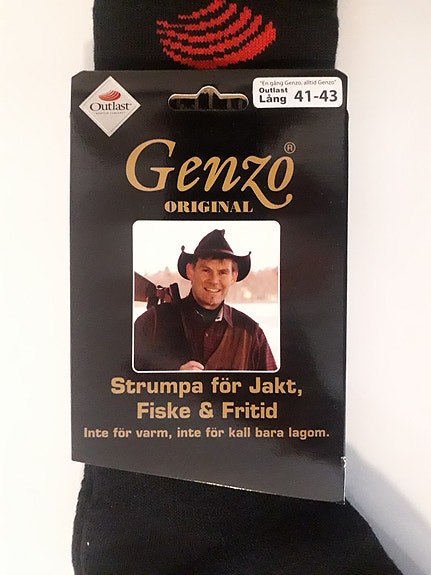 "En gång Genzo, alltid Genzo"
Outlast
Lång 41-43
Outlast®
Genzo®
ORIGINAL
Strumpa för Jakt,
Fiske & Fritid
Inte för varm, inte för kall bara lagom.